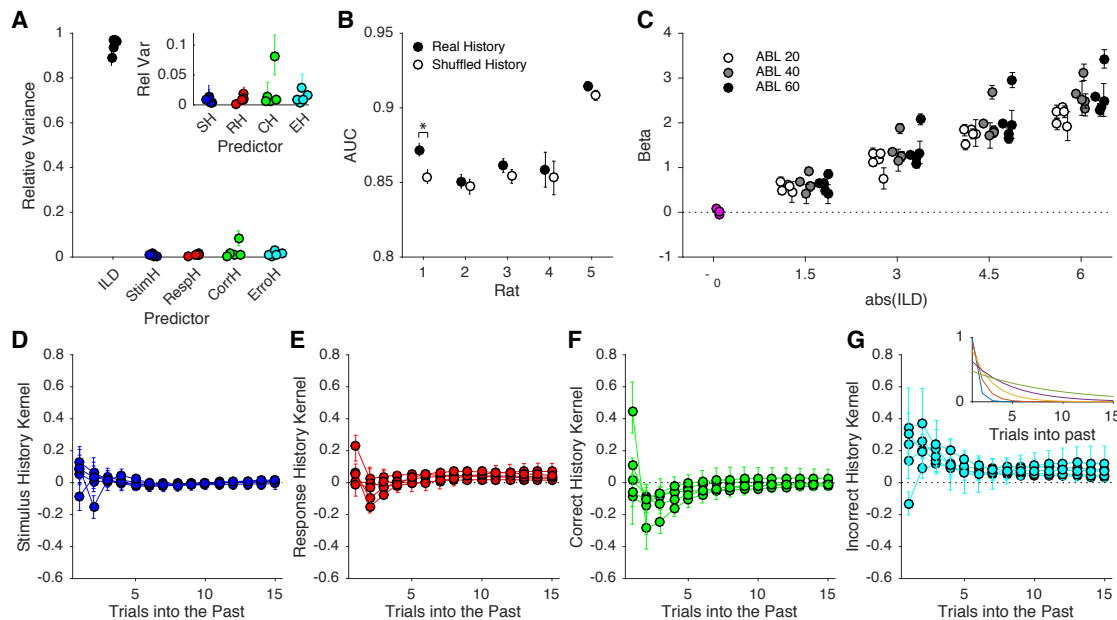 A
Relative Variance
1
0.8
0.6
0.4
0.2
0
ILD
StimH
RespH
CorrH
ErroH
Predictor
Rel Var
0.1
0.05
0
SH
RH
CH
EH
Predictor
B
Real History
Shuffled History
AUC
0.95
0.9
0.85
0.8
*
1 2 3 4 5
Rat
C
ABL 20
ABL 40
ABL 60
Beta
4
3
2
1
0
-1
- 0 1.5 3 4.5 6
abs(ILD)
D
Stimulus History Kernel
0.8
0.6
0.4
0.2
0
-0.2
-0.4
-0.6
5 10 15
Trials into the Past
E
Response History Kernel
0.8
0.6
0.4
0.2
0
-0.2
-0.4
-0.6
5 10 15
Trials into the Past
F
Correct History Kernel
0.8
0.6
0.4
0.2
0
-0.2
-0.4
-0.6
5 10 15
Trials into the Past
G
Incorrect History Kernel
0.8
0.6
0.4
0.2
0
-0.2
-0.4
-0.6
5 10 15
Trials into the Past
1
0
5 10 15
Trials into past